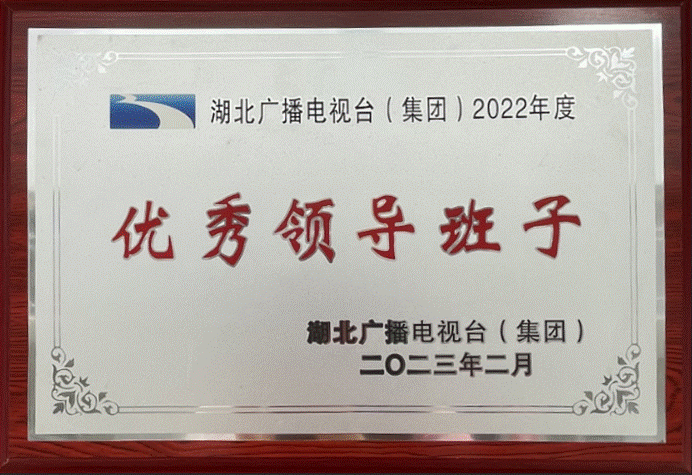 湖北广播电视台（集团）2022年度
优秀领导班子
湖北广播电视台（集团）
二〇二三年二月